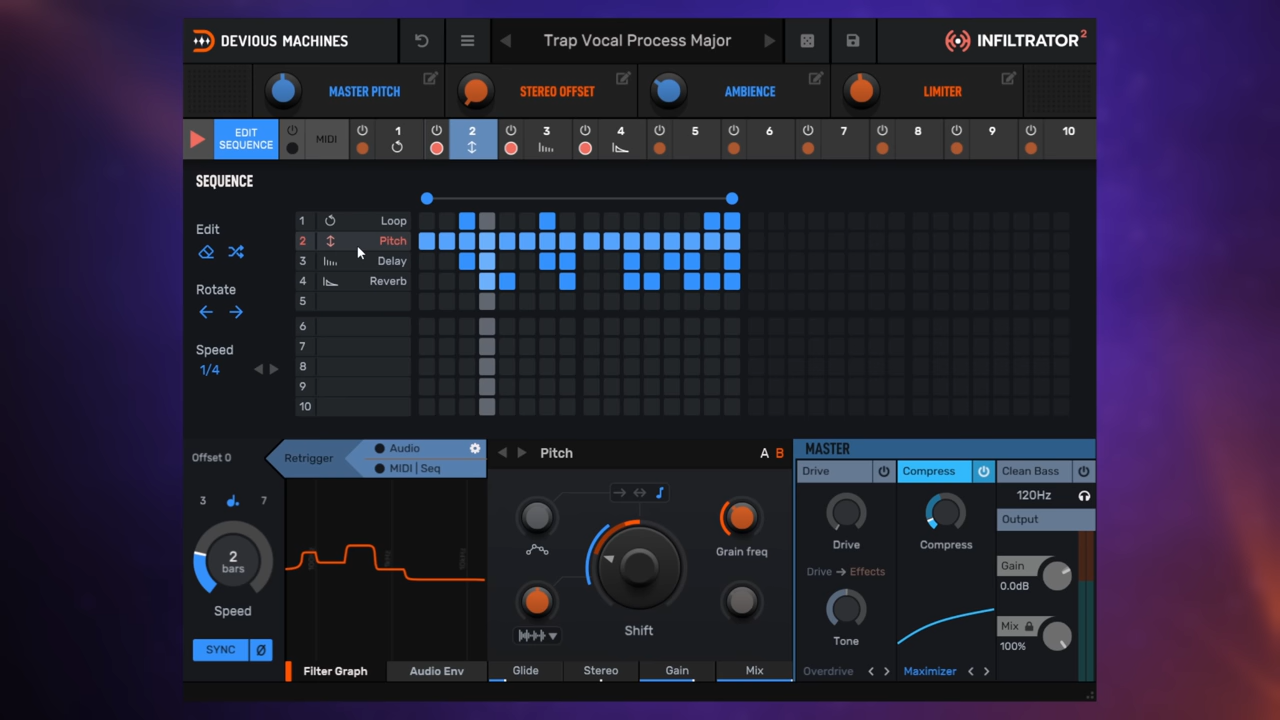 DEVIOUS MACHINES
Trap Vocal Process Major
INFILTRATOR 2
MASTER PITCH
STEREO OFFSET
AMBIENCE
LIMITER
EDIT SEQUENCE MIDI 1 2 3 4 5 6 7 8 9 10
SEQUENCE
Edit
Rotate
Speed
1/4
1 Loop
2 Pitch
3 Delay
4 Reverb
5
6
7
8
9
10
Offset 0
Retrigger
Audio
MIDI | Seq
3 7
2
bars
Speed
SYNC Ø
Filter Graph
Audio Env
Pitch
A B
Grain freq
Shift
Glide
Stereo
Gain
Mix
MASTER
Drive
Compress
Clean Bass
120Hz
Output
Drive
Compress
Drive → Effects
Tone
Gain
0.0dB
Mix
100%
Overdrive < >
Maximizer < >